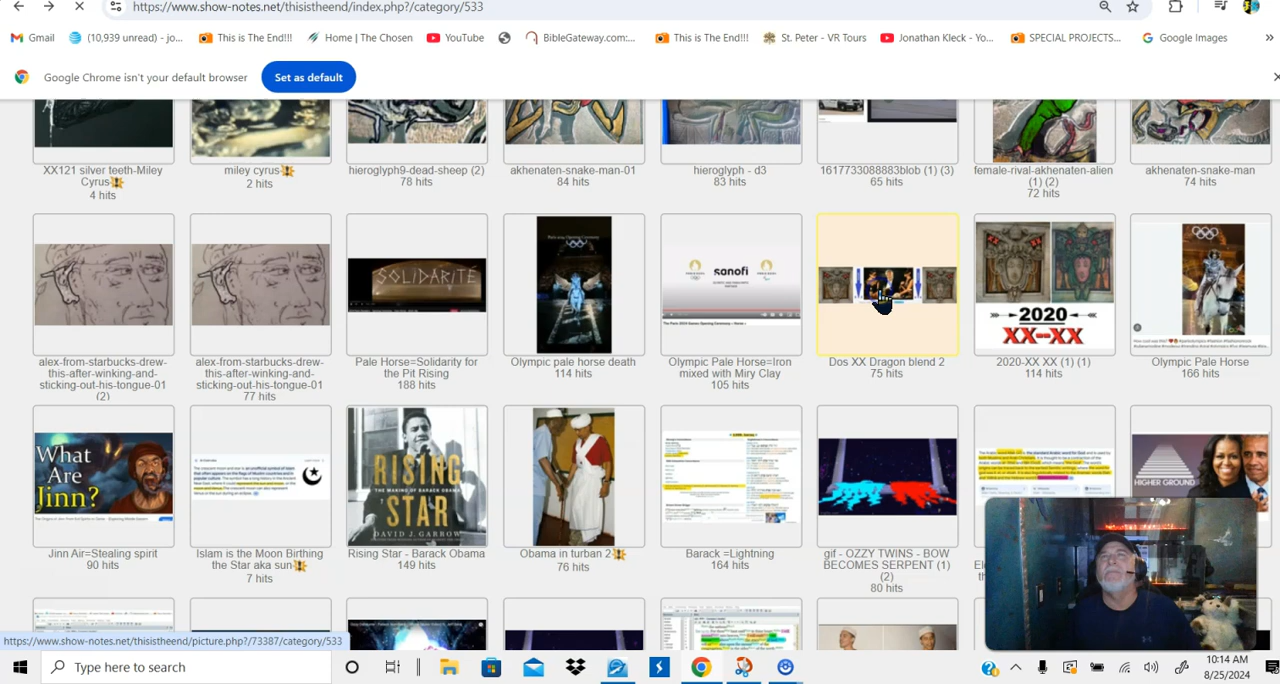 https://www.show-notes.net/thisistheend/index.php?/category/533
Gmail
(10,939 unread) - jo...
This is The End!!!
Home | The Chosen
YouTube
BibleGateway.com:...
This is The End!!!
St. Peter - VR Tours
Jonathan Kleck - Yo...
SPECIAL PROJECTS...
Google Images
»
Google Chrome isn't your default browser
Set as default
XX121 silver teeth-Miley
Cyrus
4 hits
miley cyrus
2 hits
hieroglyph9-dead-sheep (2)
78 hits
akhenaten-snake-man-01
84 hits
hieroglyph - d3
83 hits
1617733088883blob (1) (3)
65 hits
female-rival-akhenaten-alien
(1) (2)
72 hits
akhenaten-snake-man
74 hits
SOLIDARITE
sanofi
2020
XX--XX
alex-from-starbucks-drew-
this-after-winking-and-
sticking-out-his-tongue-01
(2)
alex-from-starbucks-drew-
this-after-winking-and-
sticking-out-his-tongue-01
77 hits
Pale Horse=Solidarity for
the Pit Rising
188 hits
Olympic pale horse death
114 hits
Olympic Pale Horse=Iron
mixed with Miry Clay
105 hits
Dos XX Dragon blend 2
75 hits
2020-XX XX (1) (1)
114 hits
Olympic Pale Horse
166 hits
What
Are
Jinn?
RISING
STAR
THE MAKING OF BARACK OBAMA
DAVID J. GARROW
HIGHER GROUND
Jinn Air=Stealing spirit
90 hits
Islam is the Moon Birthing
the Star aka sun
7 hits
Rising Star - Barack Obama
149 hits
Obama in turban 2
76 hits
Barack =Lightning
164 hits
gif - OZZY TWINS - BOW
BECOMES SERPENT (1)
(2)
80 hits
https://www.show-notes.net/thisistheend/picture.php?/73387/category/533
Type here to search
10:14 AM
8/25/2024